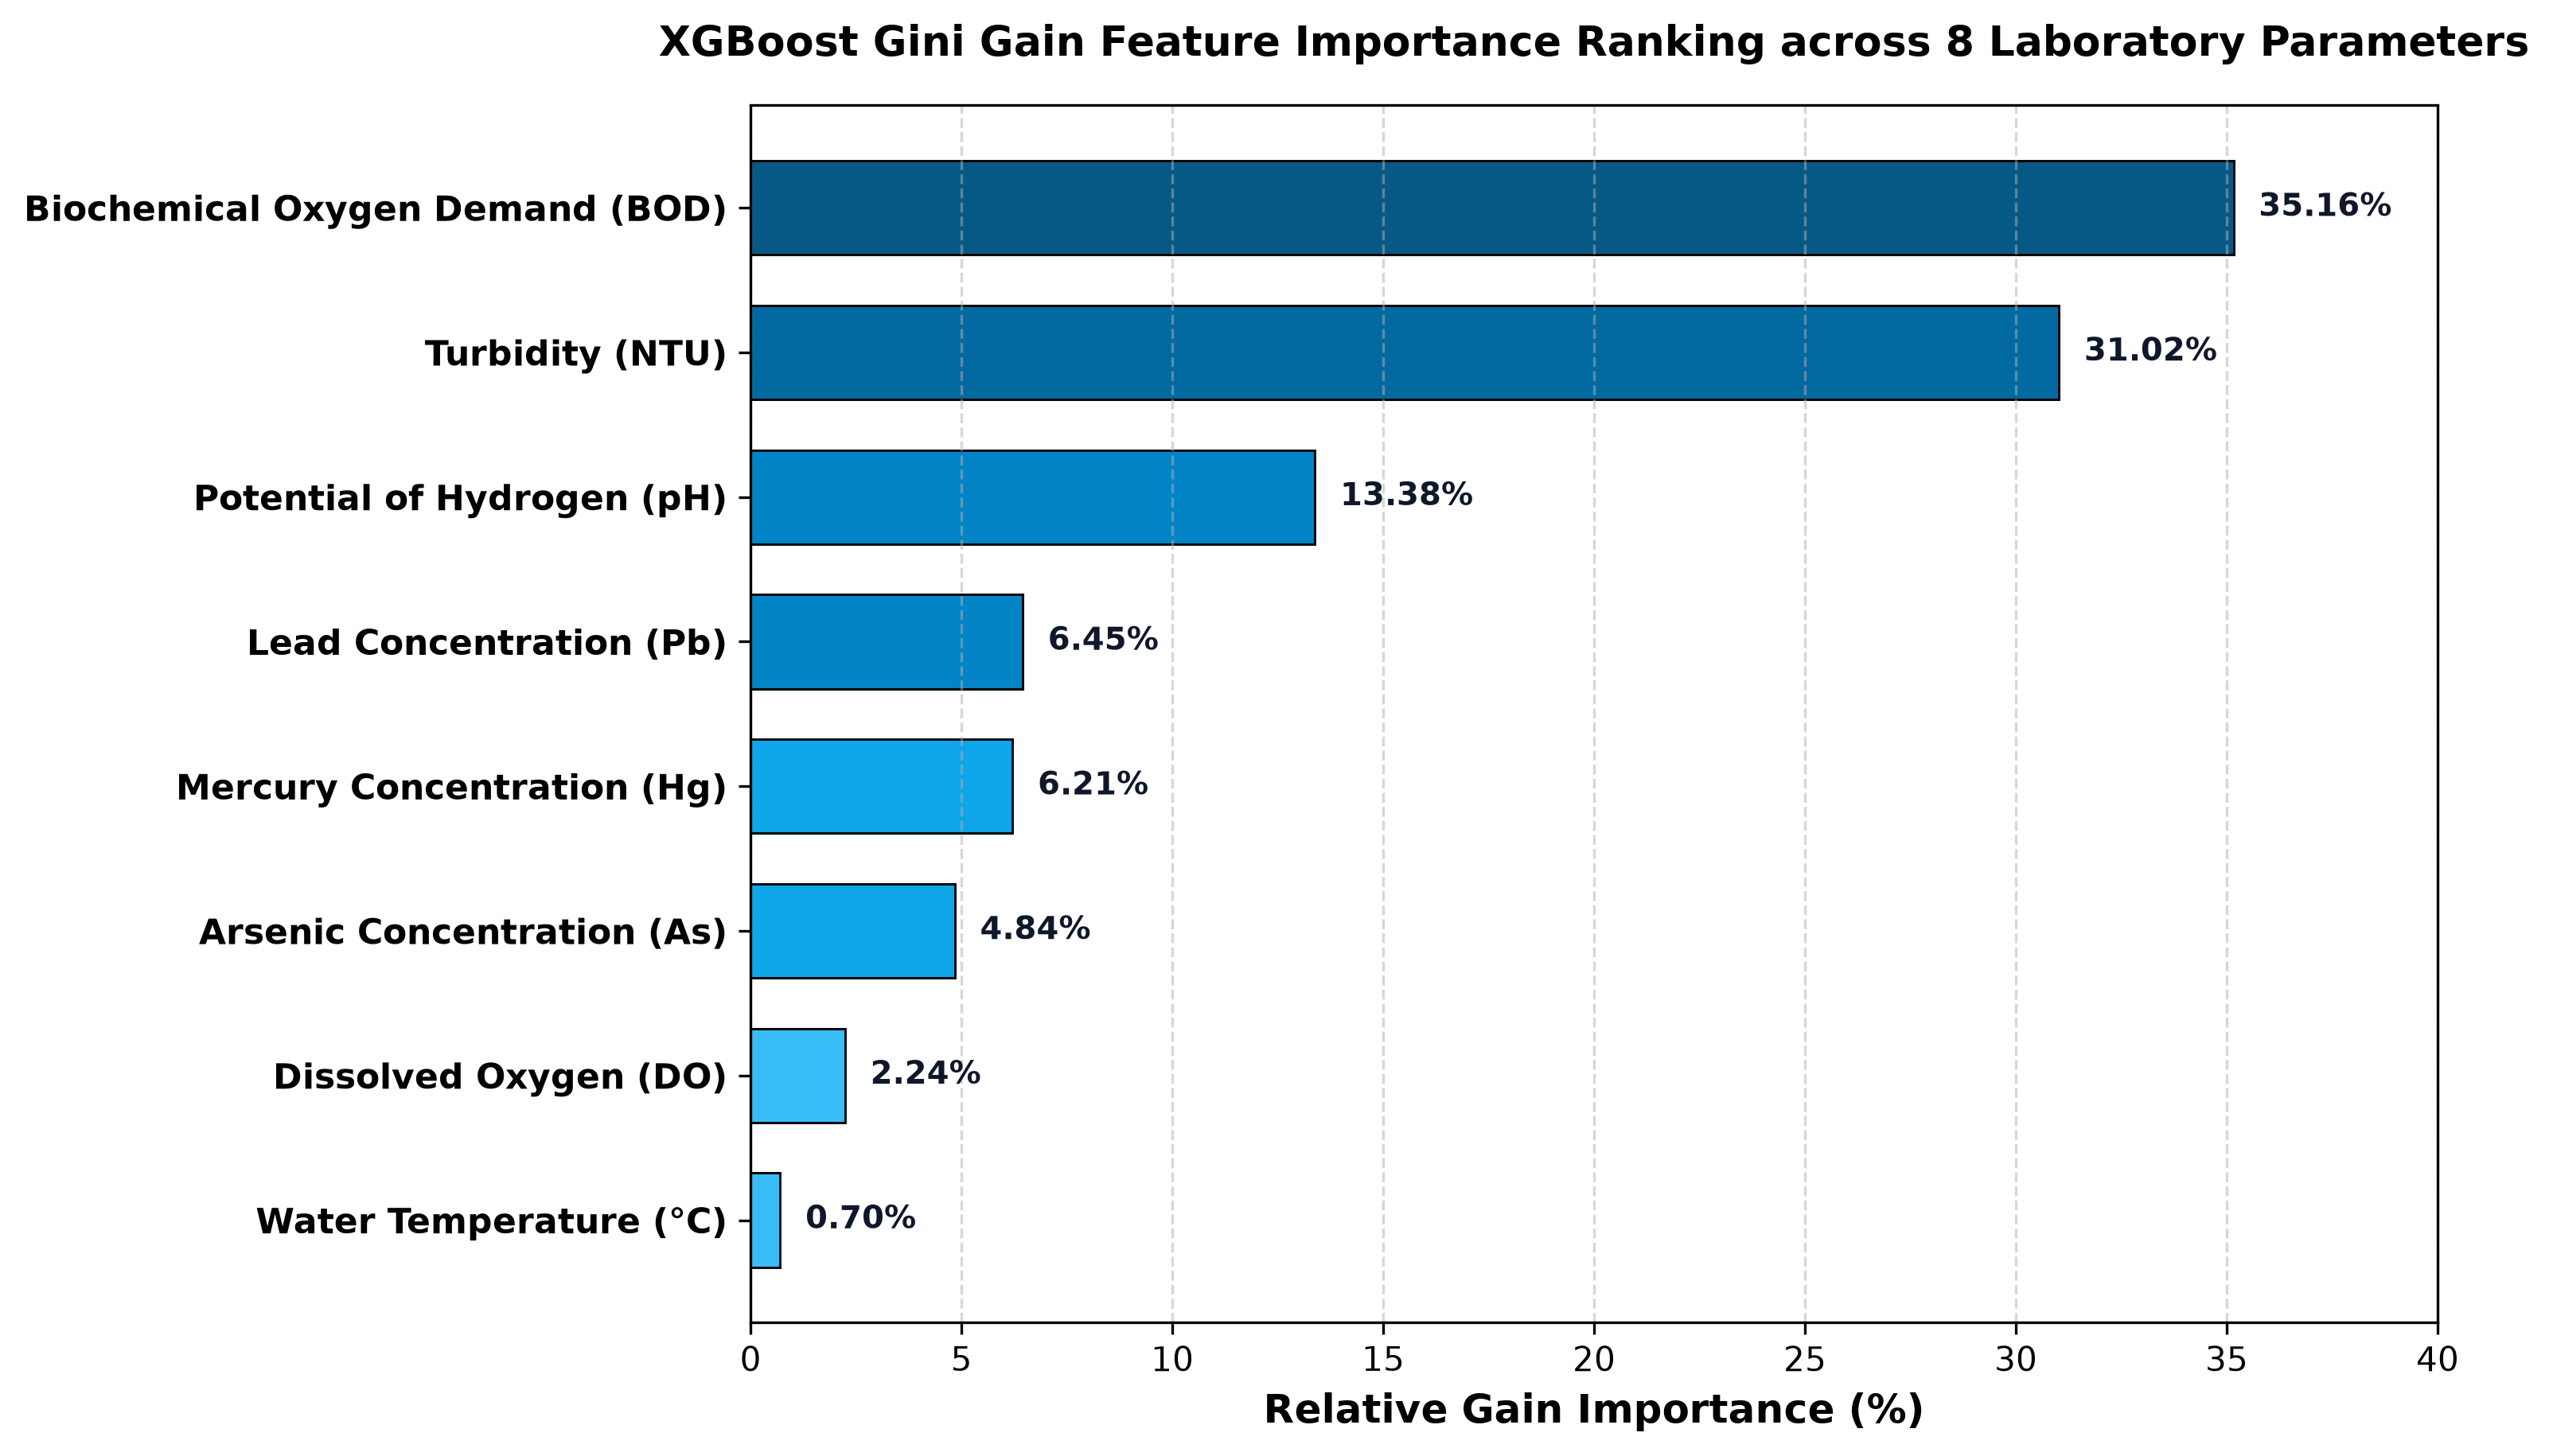 XGBoost Gini Gain Feature Importance Ranking across 8 Laboratory Parameters
Biochemical Oxygen Demand (BOD) 35.16%
Turbidity (NTU) 31.02%
Potential of Hydrogen (pH) 13.38%
Lead Concentration (Pb) 6.45%
Mercury Concentration (Hg) 6.21%
Arsenic Concentration (As) 4.84%
Dissolved Oxygen (DO) 2.24%
Water Temperature (°C) 0.70%
0 5 10 15 20 25 30 35 40
Relative Gain Importance (%)